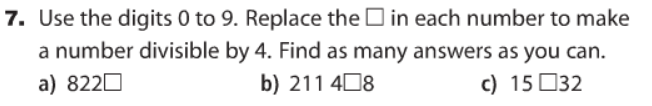 7. Use the digits 0 to 9. Replace the □ in each number to make
a number divisible by 4. Find as many answers as you can.
a) 822□ b) 211 4□8 c) 15 □32